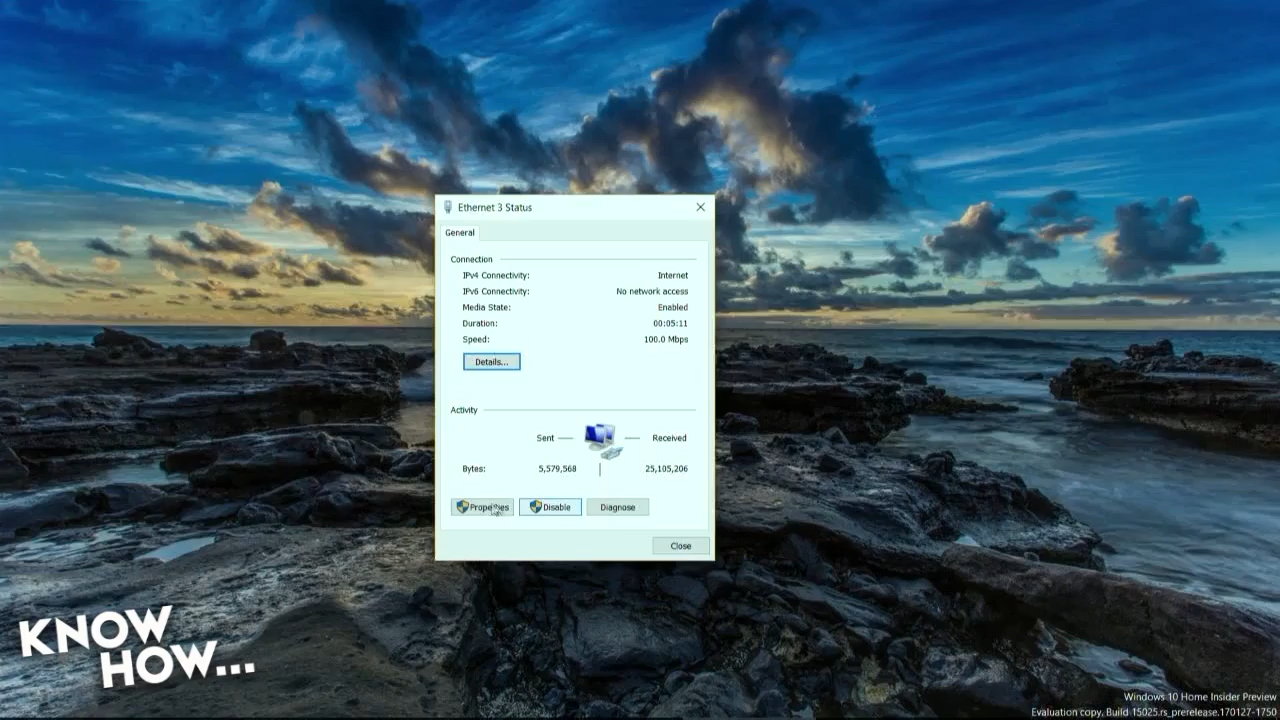 Ethernet 3 Status
General
Connection
IPv4 Connectivity: Internet
IPv6 Connectivity: No network access
Media State: Enabled
Duration: 00:05:11
Speed: 100.0 Mbps
Details...
Activity
Sent Received
Bytes: 5,579,568 25,105,206
Properties Disable Diagnose
Close
KNOW
HOW...
Windows 10 Home Insider Preview
Evaluation copy. Build 15025.rs_prerelease.170127-1750